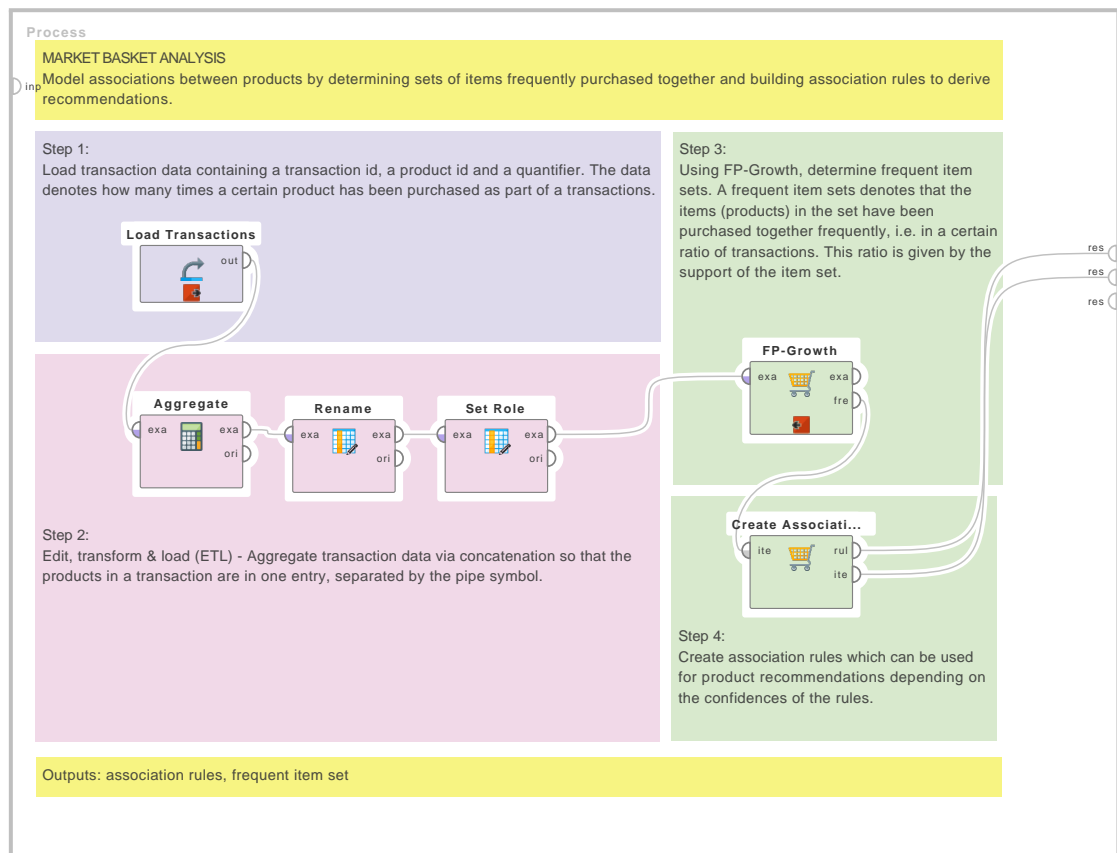 Process
MARKET BASKET ANALYSIS
Model associations between products by determining sets of items frequently purchased together and building association rules to derive
recommendations.
inp
Step 1:
Load transaction data containing a transaction id, a product id and a quantifier. The data
denotes how many times a certain product has been purchased as part of a transactions.
Load Transactions
out
Step 3:
Using FP-Growth, determine frequent item
sets. A frequent item sets denotes that the
items (products) in the set have been
purchased together frequently, i.e. in a certain
ratio of transactions. This ratio is given by the
support of the item set.
res
res
res
Aggregate
exa exa
ori
Rename
exa exa
ori
Set Role
exa exa
ori
FP-Growth
exa exa
fre
Step 2:
Edit, transform & load (ETL) - Aggregate transaction data via concatenation so that the
products in a transaction are in one entry, separated by the pipe symbol.
Create Associati...
ite rul
ite
Step 4:
Create association rules which can be used
for product recommendations depending on
the confidences of the rules.
Outputs: association rules, frequent item set